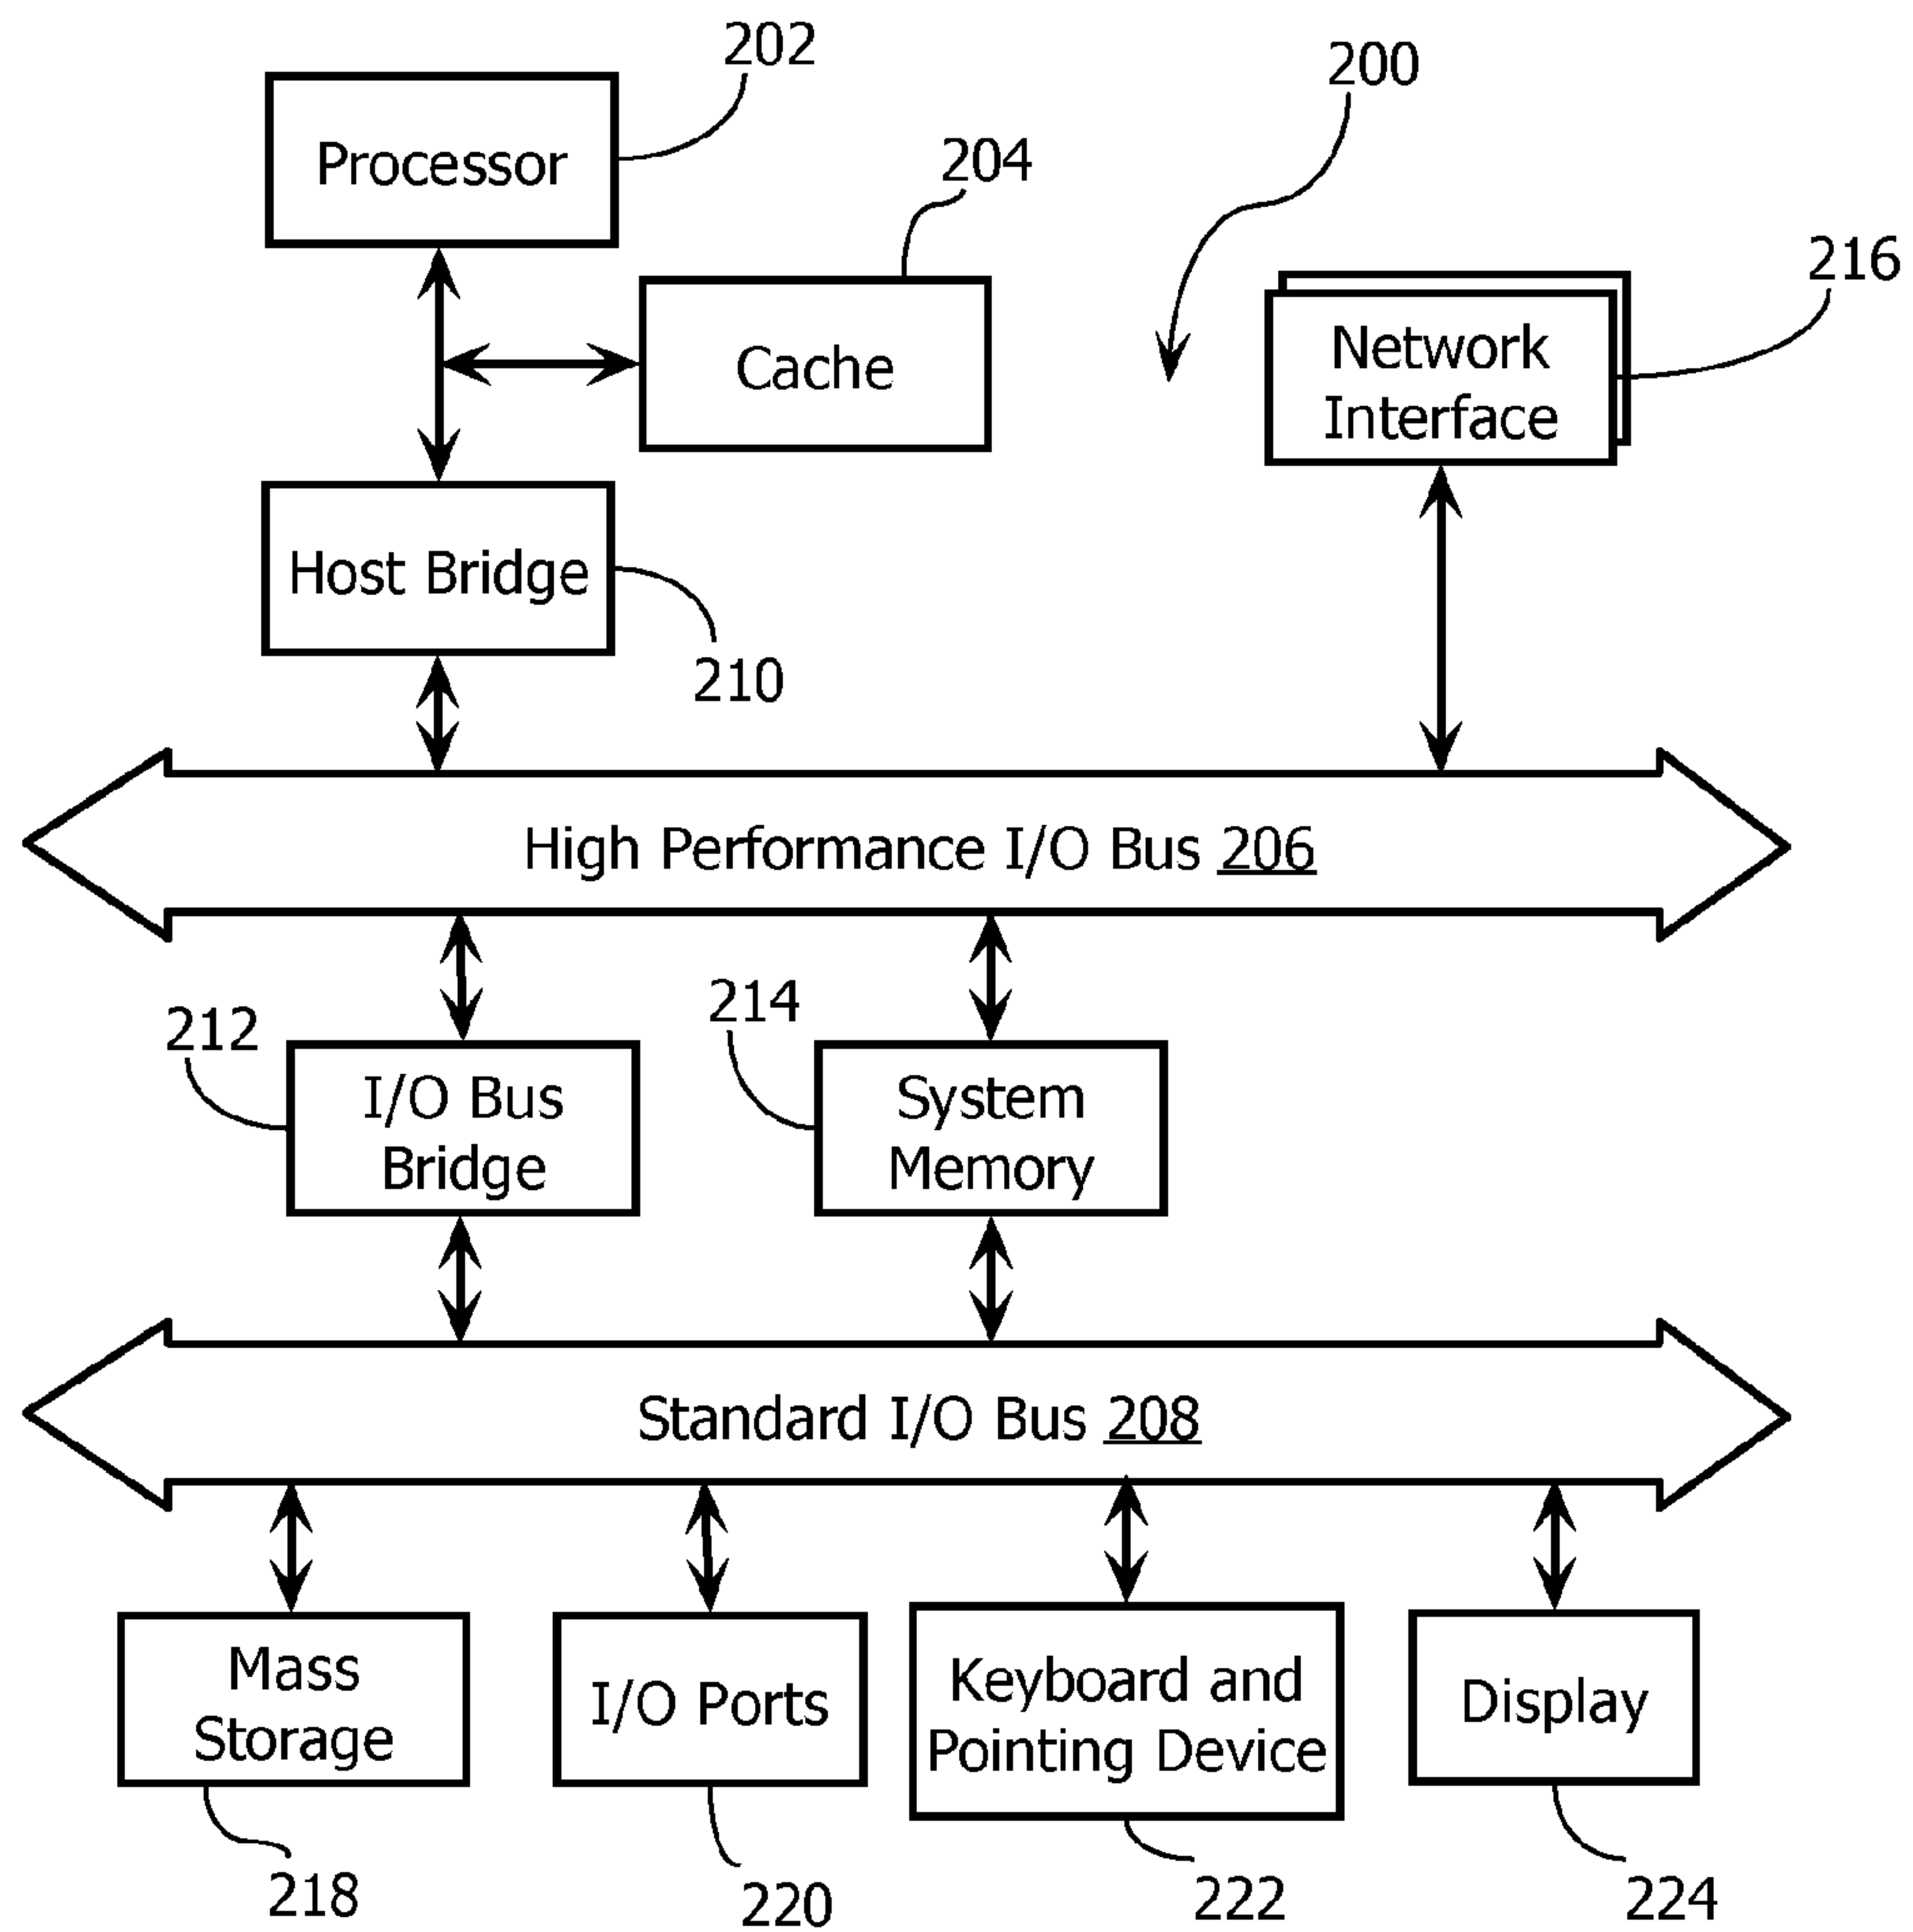 202
200
Processor
204
216
Network
Interface
Cache
Host Bridge
210
High Performance I/O Bus 206
212
214
I/O Bus
Bridge
System
Memory
Standard I/O Bus 208
Mass
Storage
I/O Ports
Keyboard and
Pointing Device
Display
218
220
222
224